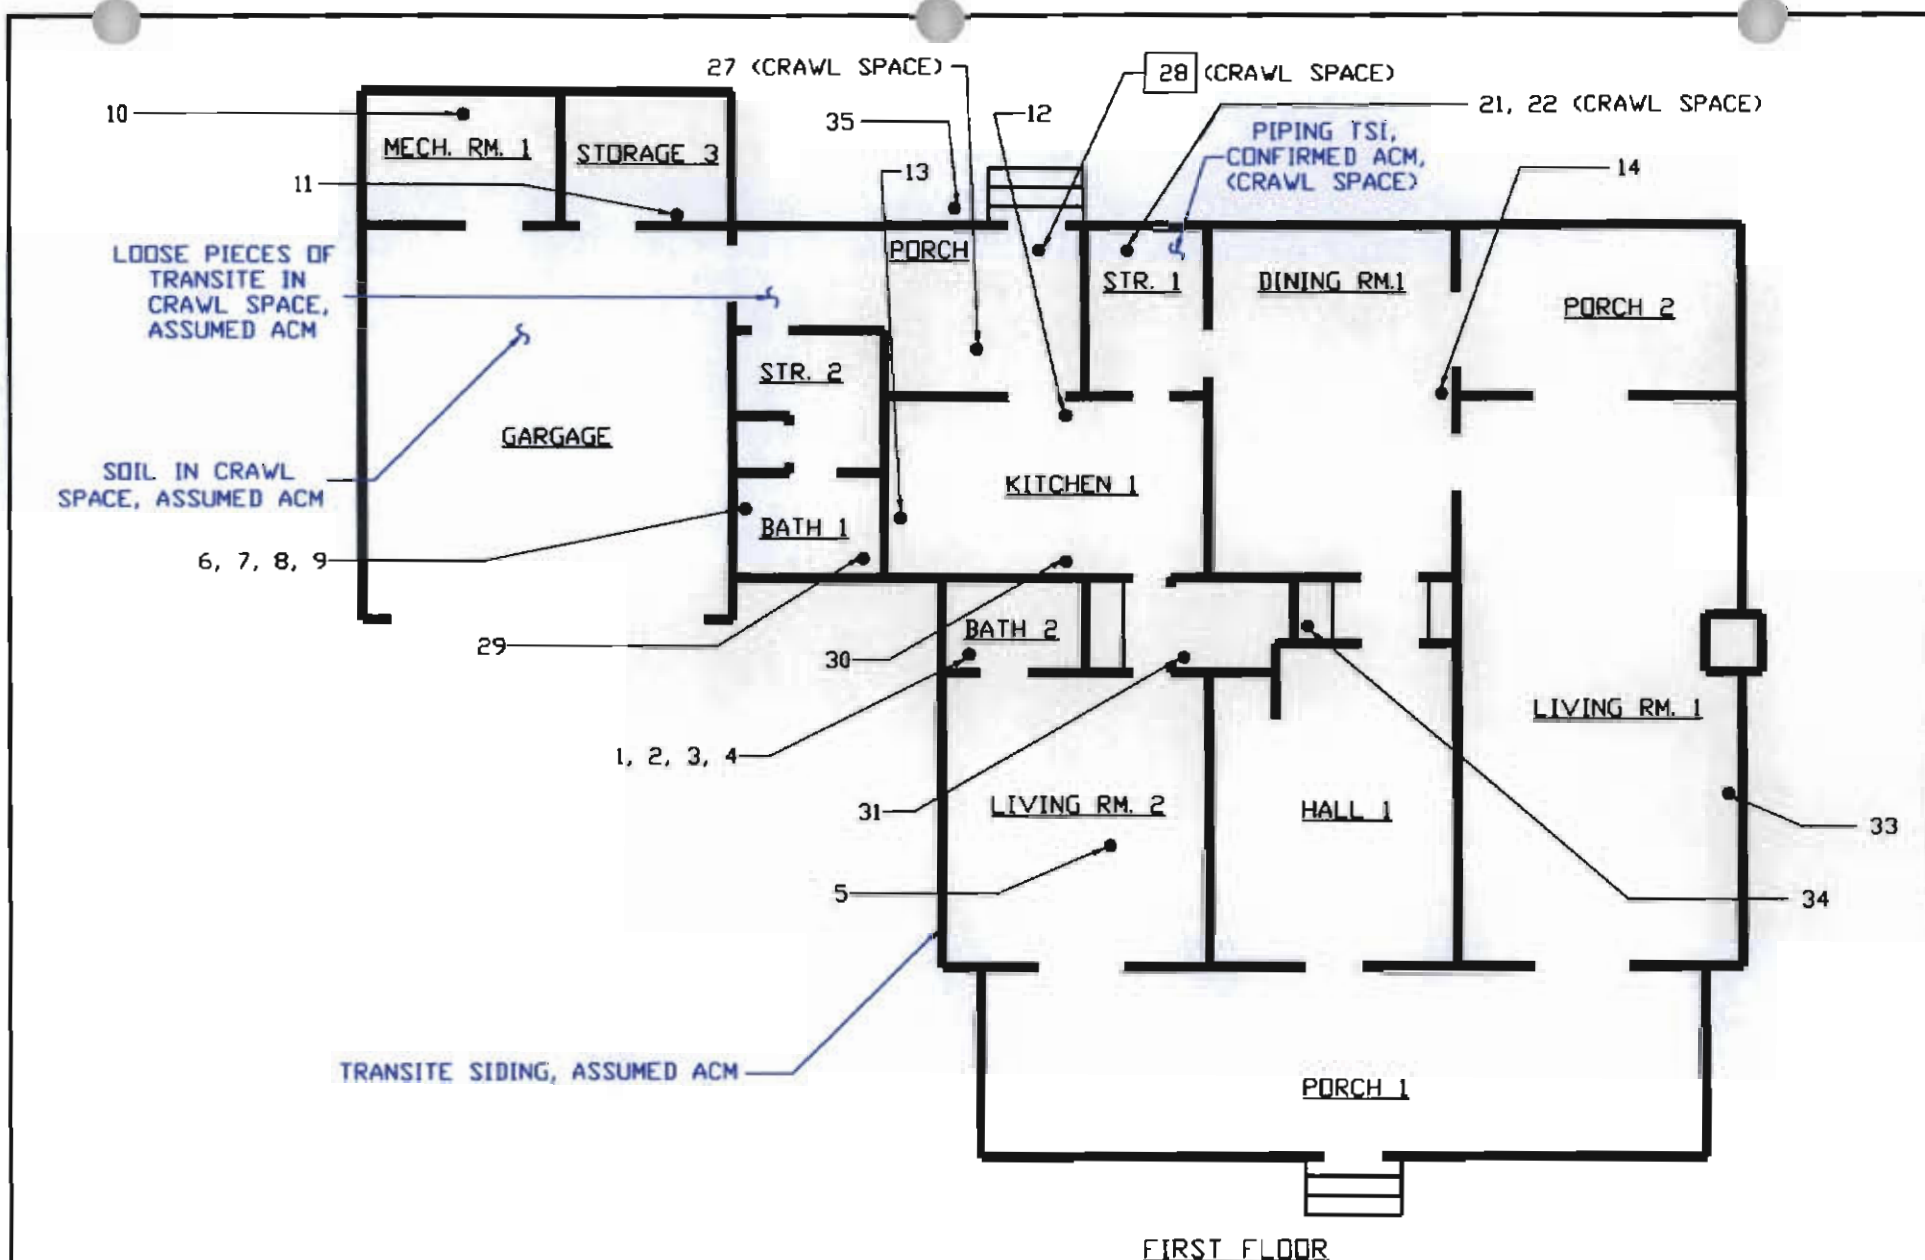 27 (CRAWL SPACE)
28 (CRAWL SPACE)
21, 22 (CRAWL SPACE)
10
35
12
PIPING TSI,
CONFIRMED ACM,
(CRAWL SPACE)
MECH. RM. 1
STORAGE 3
13
14
11
LOOSE PIECES OF
TRANSITE IN
CRAWL SPACE,
ASSUMED ACM
PORCH
STR. 1
DINING RM.1
PORCH 2
STR. 2
GARGAGE
SOIL IN CRAWL
SPACE, ASSUMED ACM
KITCHEN 1
BATH 1
6, 7, 8, 9
29
30
BATH 2
LIVING RM. 1
1, 2, 3, 4
31
LIVING RM. 2
HALL 1
33
5
34
TRANSITE SIDING, ASSUMED ACM
PORCH 1
FIRST FLOOR